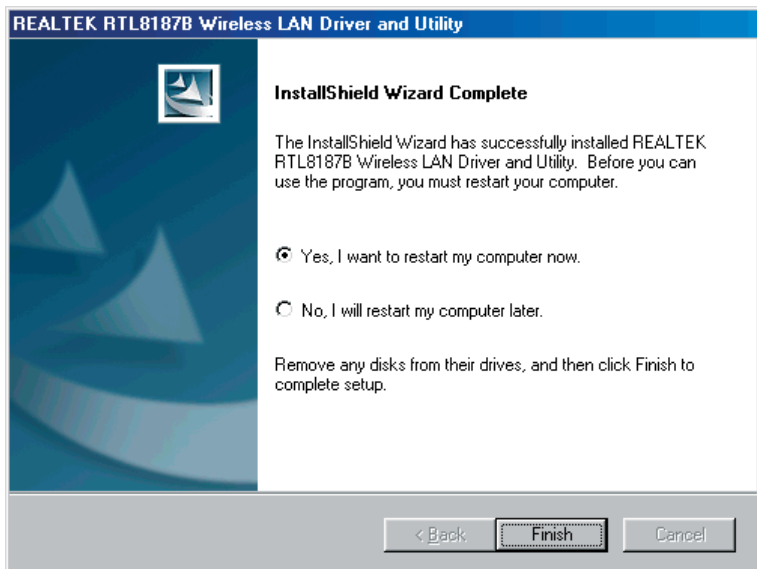 REALTEK RTL8187B Wireless LAN Driver and Utility
InstallShield Wizard Complete
The InstallShield Wizard has successfully installed REALTEK
RTL8187B Wireless LAN Driver and Utility. Before you can
use the program, you must restart your computer.
Yes, I want to restart my computer now.
No, I will restart my computer later.
Remove any disks from their drives, and then click Finish to
complete setup.
< Back
Finish
Cancel